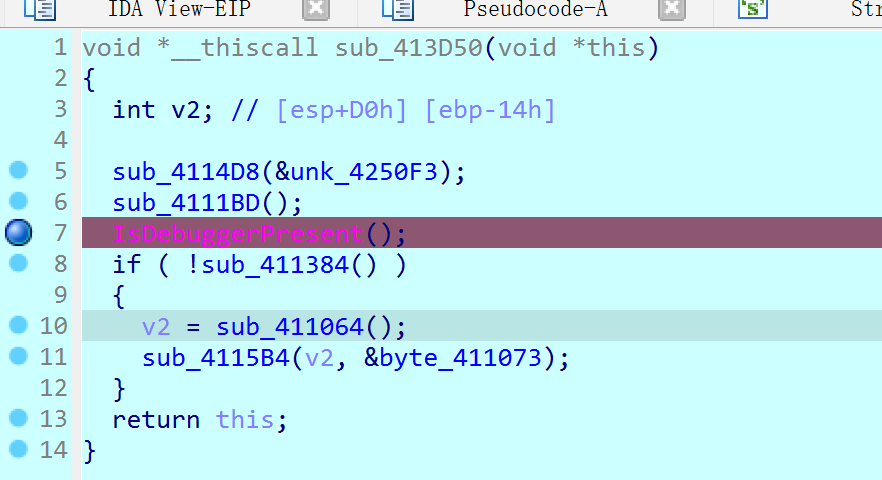 IDA View-EIP Pseudocode-A Str
1 void *__thiscall sub_413D50(void *this)
2 {
3 int v2; // [esp+D0h] [ebp-14h]
4
5 sub_4114D8(&unk_4250F3);
6 sub_4111BD();
7 IsDebuggerPresent();
8 if ( !sub_411384() )
9 {
10 v2 = sub_411064();
11 sub_4115B4(v2, &byte_411073);
12 }
13 return this;
14 }